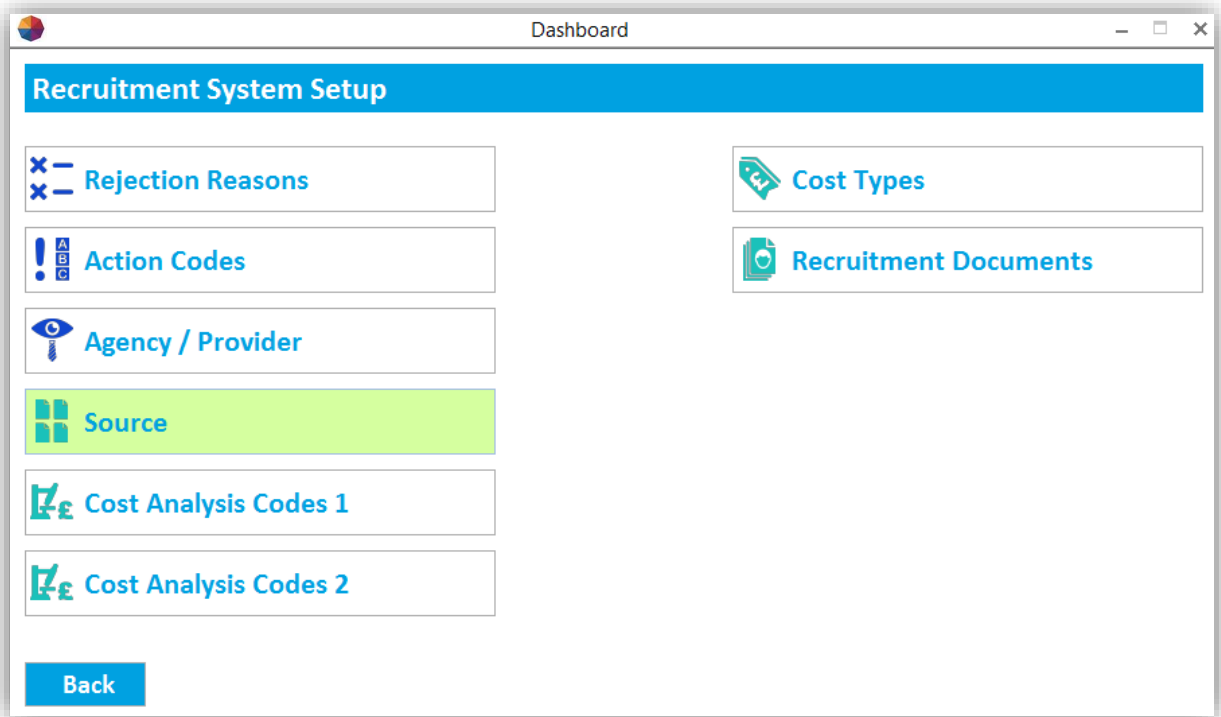 Dashboard
Recruitment System Setup
Rejection Reasons
Action Codes
A
B
C
Agency / Provider
Source
Cost Analysis Codes 1
£
Cost Analysis Codes 2
£
Cost Types
£
Recruitment Documents
Back